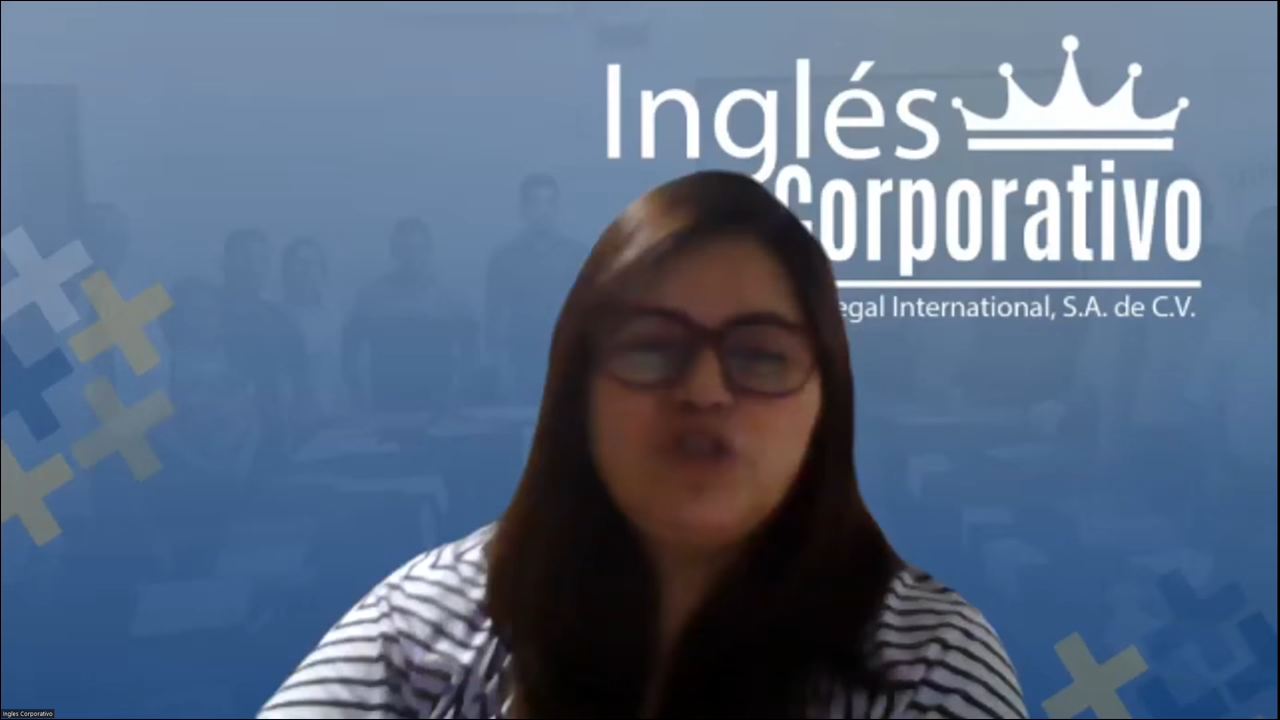 Inglés
Corporativo
egal International, S.A. de C.V.
Ingles Corporativo